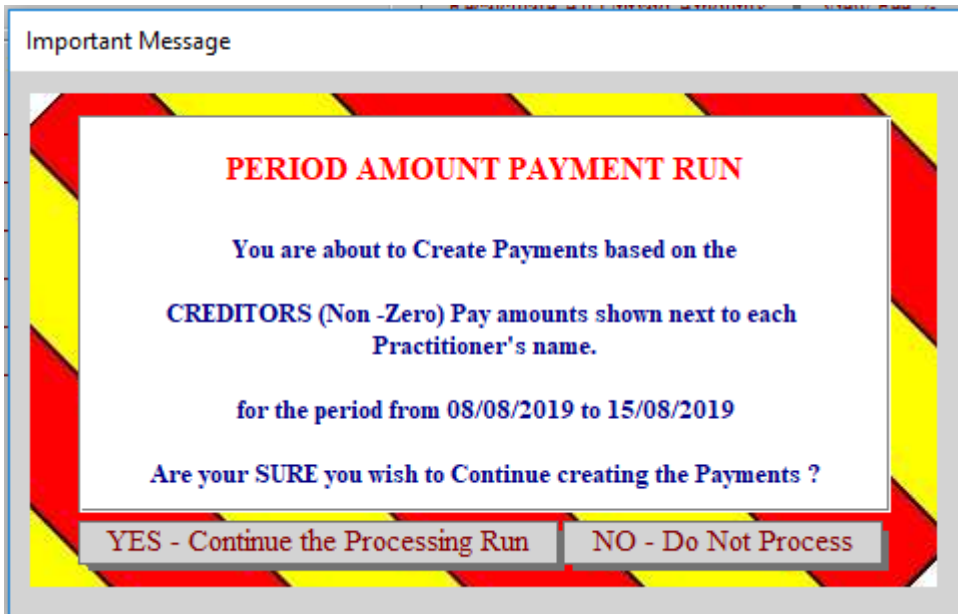 Important Message
PERIOD AMOUNT PAYMENT RUN
You are about to Create Payments based on the
CREDITORS (Non -Zero) Pay amounts shown next to each
Practitioner's name.
for the period from 08/08/2019 to 15/08/2019
Are your SURE you wish to Continue creating the Payments ?
YES - Continue the Processing Run
NO - Do Not Process